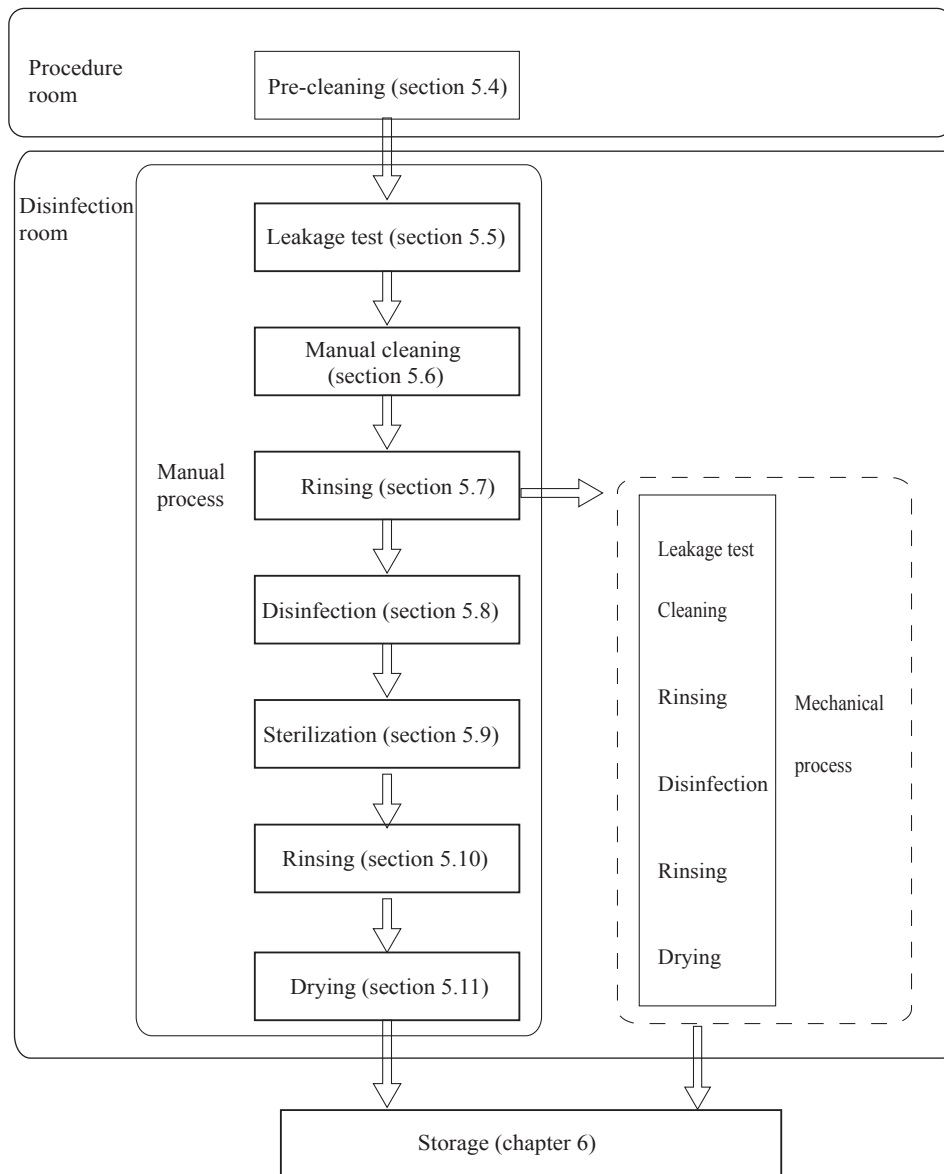 Procedure
room
Pre-cleaning (section 5.4)
Disinfection
room
Leakage test (section 5.5)
Manual cleaning
(section 5.6)
Manual
process
Rinsing (section 5.7)
Disinfection (section 5.8)
Sterilization (section 5.9)
Rinsing (section 5.10)
Drying (section 5.11)
Leakage test
Cleaning
Rinsing
Disinfection
Rinsing
Drying
Mechanical
process
Storage (chapter 6)